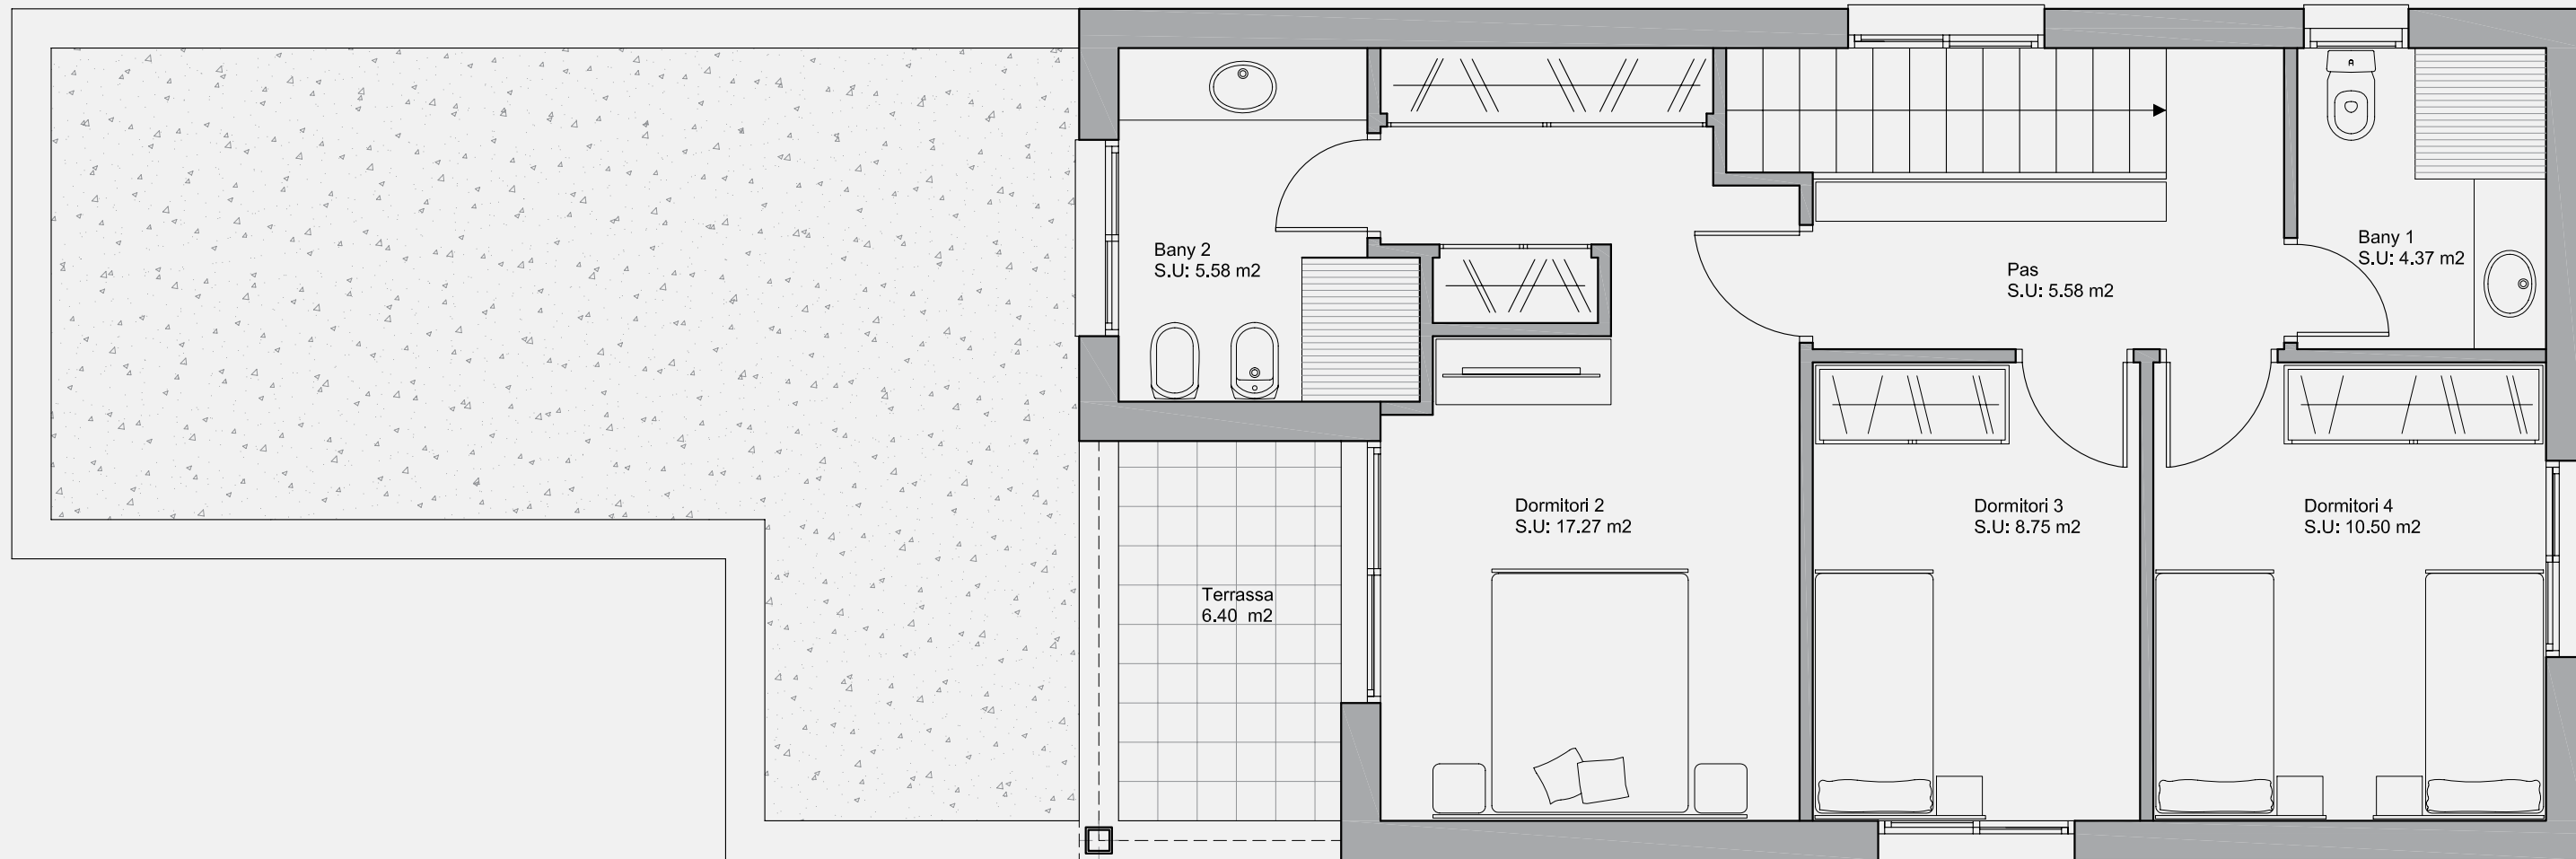 Bany 2
S.U: 5.58 m2
Bany 1
S.U: 4.37 m2
Pas
S.U: 5.58 m2
Dormitori 2
S.U: 17.27 m2
Dormitori 3
S.U: 8.75 m2
Dormitori 4
S.U: 10.50 m2
Terrassa
6.40 m2